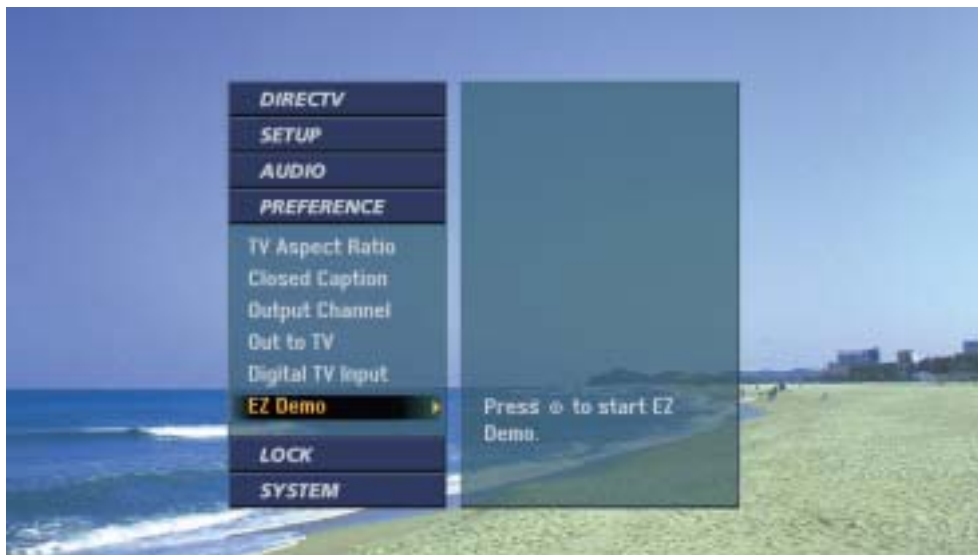 DIRECTV
SETUP
AUDIO
PREFERENCE
TV Aspect Ratio
Closed Caption
Output Channel
Out to TV
Digital TV Input
EZ Demo
Press ⊙ to start EZ
Demo.
LOCK
SYSTEM